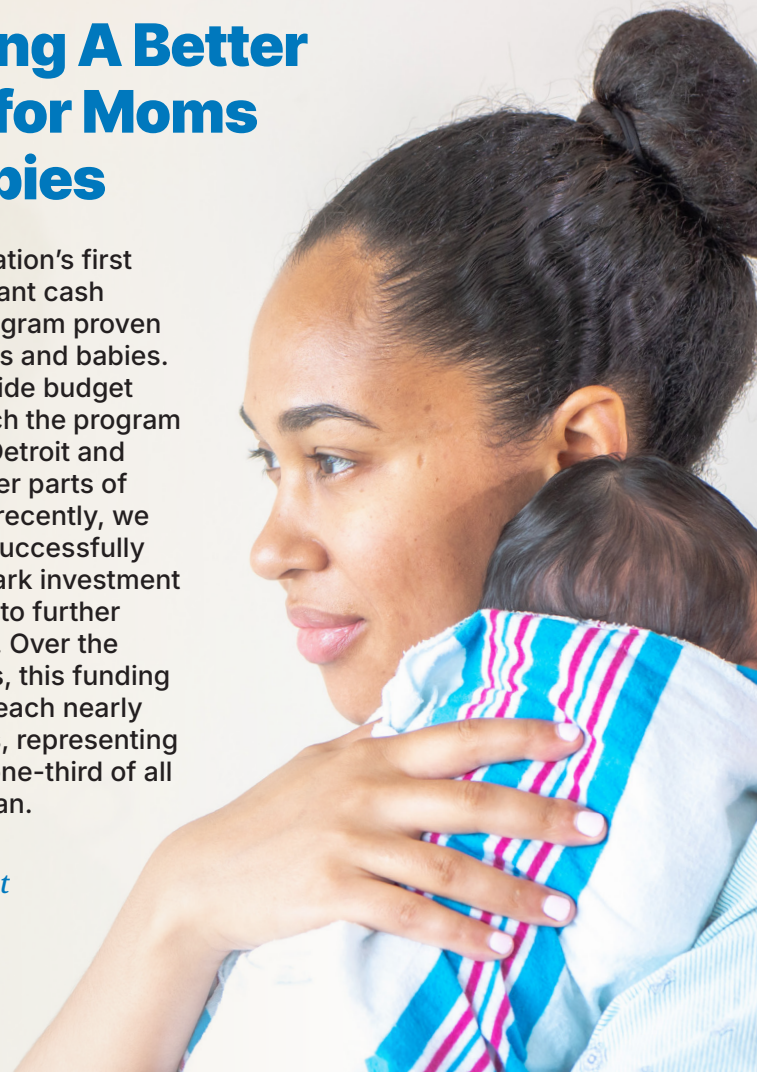 ng A Better
for Moms
bies
ation’s first
ant cash
gram proven
s and babies.
ide budget
ch the program
Detroit and
er parts of
recently, we
uccessfully
ark investment
to further
. Over the
s, this funding
each nearly
s, representing
ne-third of all
an.
t